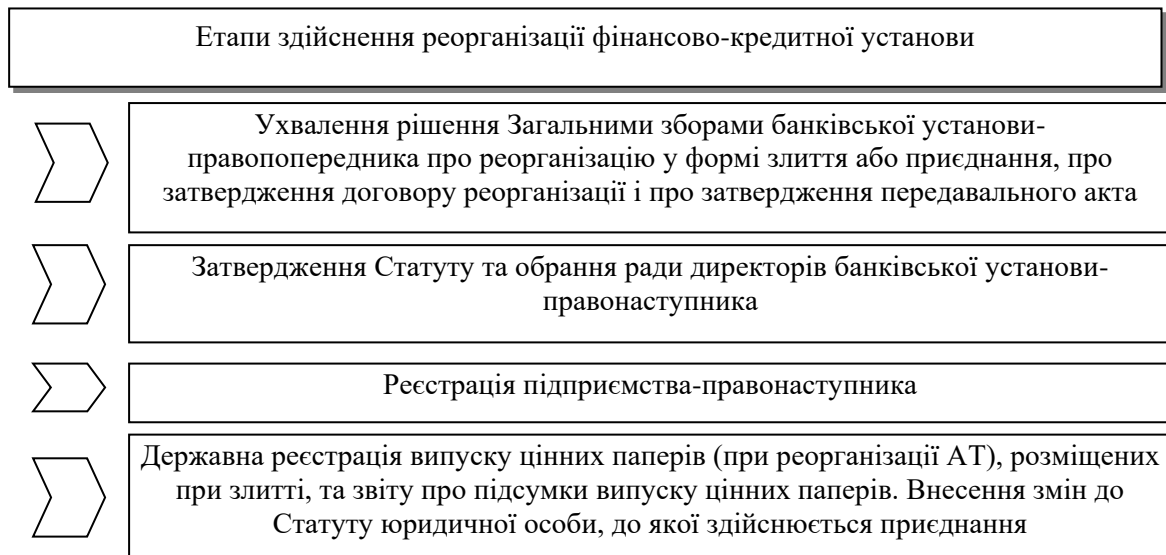 Етапи здійснення реорганізації фінансово-кредитної установи
Ухвалення рішення Загальними зборами банківської установи-
правопопередника про реорганізацію у формі злиття або приєднання, про
затвердження договору реорганізації і про затвердження передавального акта
Затвердження Статуту та обрання ради директорів банківської установи-
правонаступника
Реєстрація підприємства-правонаступника
Державна реєстрація випуску цінних паперів (при реорганізації АТ), розміщених
при злитті, та звіту про підсумки випуску цінних паперів. Внесення змін до
Статуту юридичної особи, до якої здійснюється приєднання